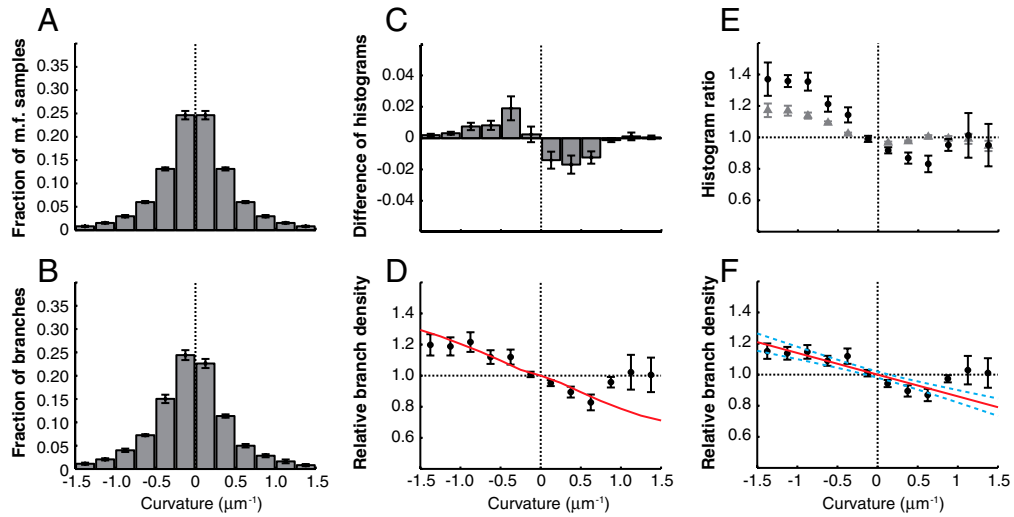 A
Fraction of m.f. samples
0.35
0.30
0.25
0.20
0.15
0.10
0.05
0
B
Fraction of branches
0.35
0.30
0.25
0.20
0.15
0.10
0.05
0
-1.5 -1.0 -0.5 0 0.5 1.0 1.5
Curvature (μm⁻¹)
C
Difference of histograms
0.04
0.02
0
-0.02
-0.04
D
Relative branch density
1.4
1.2
1.0
0.8
0.6
-1.5 -1.0 -0.5 0 0.5 1.0 1.5
Curvature (μm⁻¹)
E
Histogram ratio
1.4
1.2
1.0
0.8
0.6
F
Relative branch density
1.4
1.2
1.0
0.8
0.6
-1.5 -1 -0.5 0 0.5 1.0 1.5
Curvature (μm⁻¹)